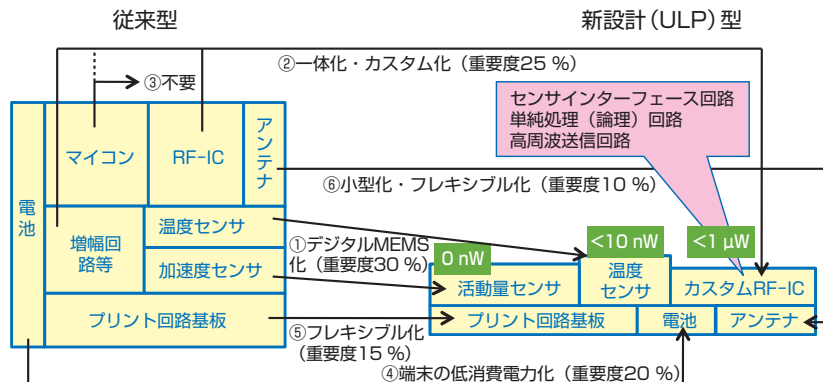 従来型
新設計(ULP)型
②一体化・カスタム化(重要度25 %)
③不要
センサインターフェース回路
単純処理(論理)回路
高周波送信回路
電池
マイコン
RF-IC
アンテナ
⑥小型化・フレキシブル化(重要度10 %)
増幅回
路等
温度センサ
加速度センサ
①デジタルMEMS
化(重要度30 %)
0 nW
<10 nW
<1 µW
活動量センサ
温度
センサ
カスタムRF-IC
プリント回路基板
⑤フレキシブル化
(重要度15 %)
プリント回路基板
電池
アンテナ
④端末の低消費電力化(重要度20 %)